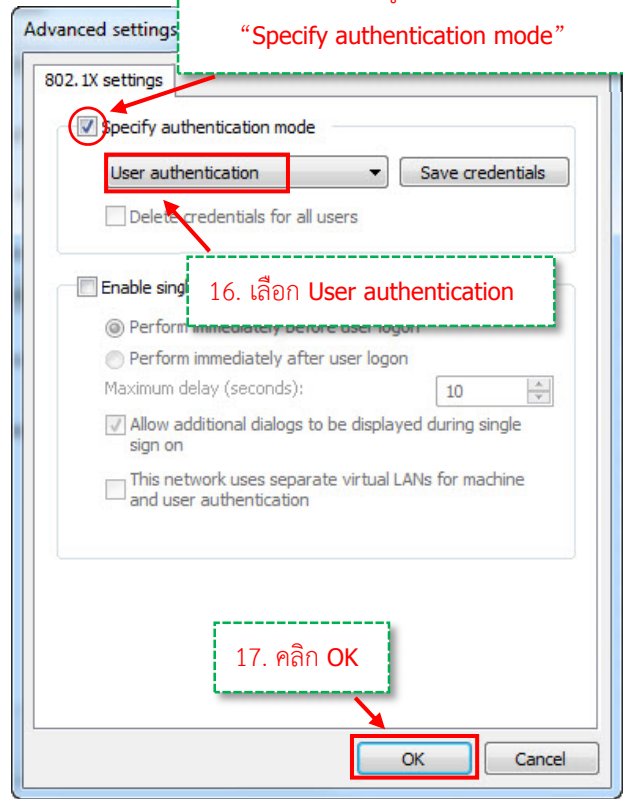 Advanced settings
“Specify authentication mode”
802.1X settings
Specify authentication mode
User authentication
Save credentials
Delete credentials for all users
16. เลือก User authentication
Enable sing
Perform immediately before user logon
Perform immediately after user logon
Maximum delay (seconds):
10
Allow additional dialogs to be displayed during single
sign on
This network uses separate virtual LANs for machine
and user authentication
17. คลิก OK
OK
Cancel